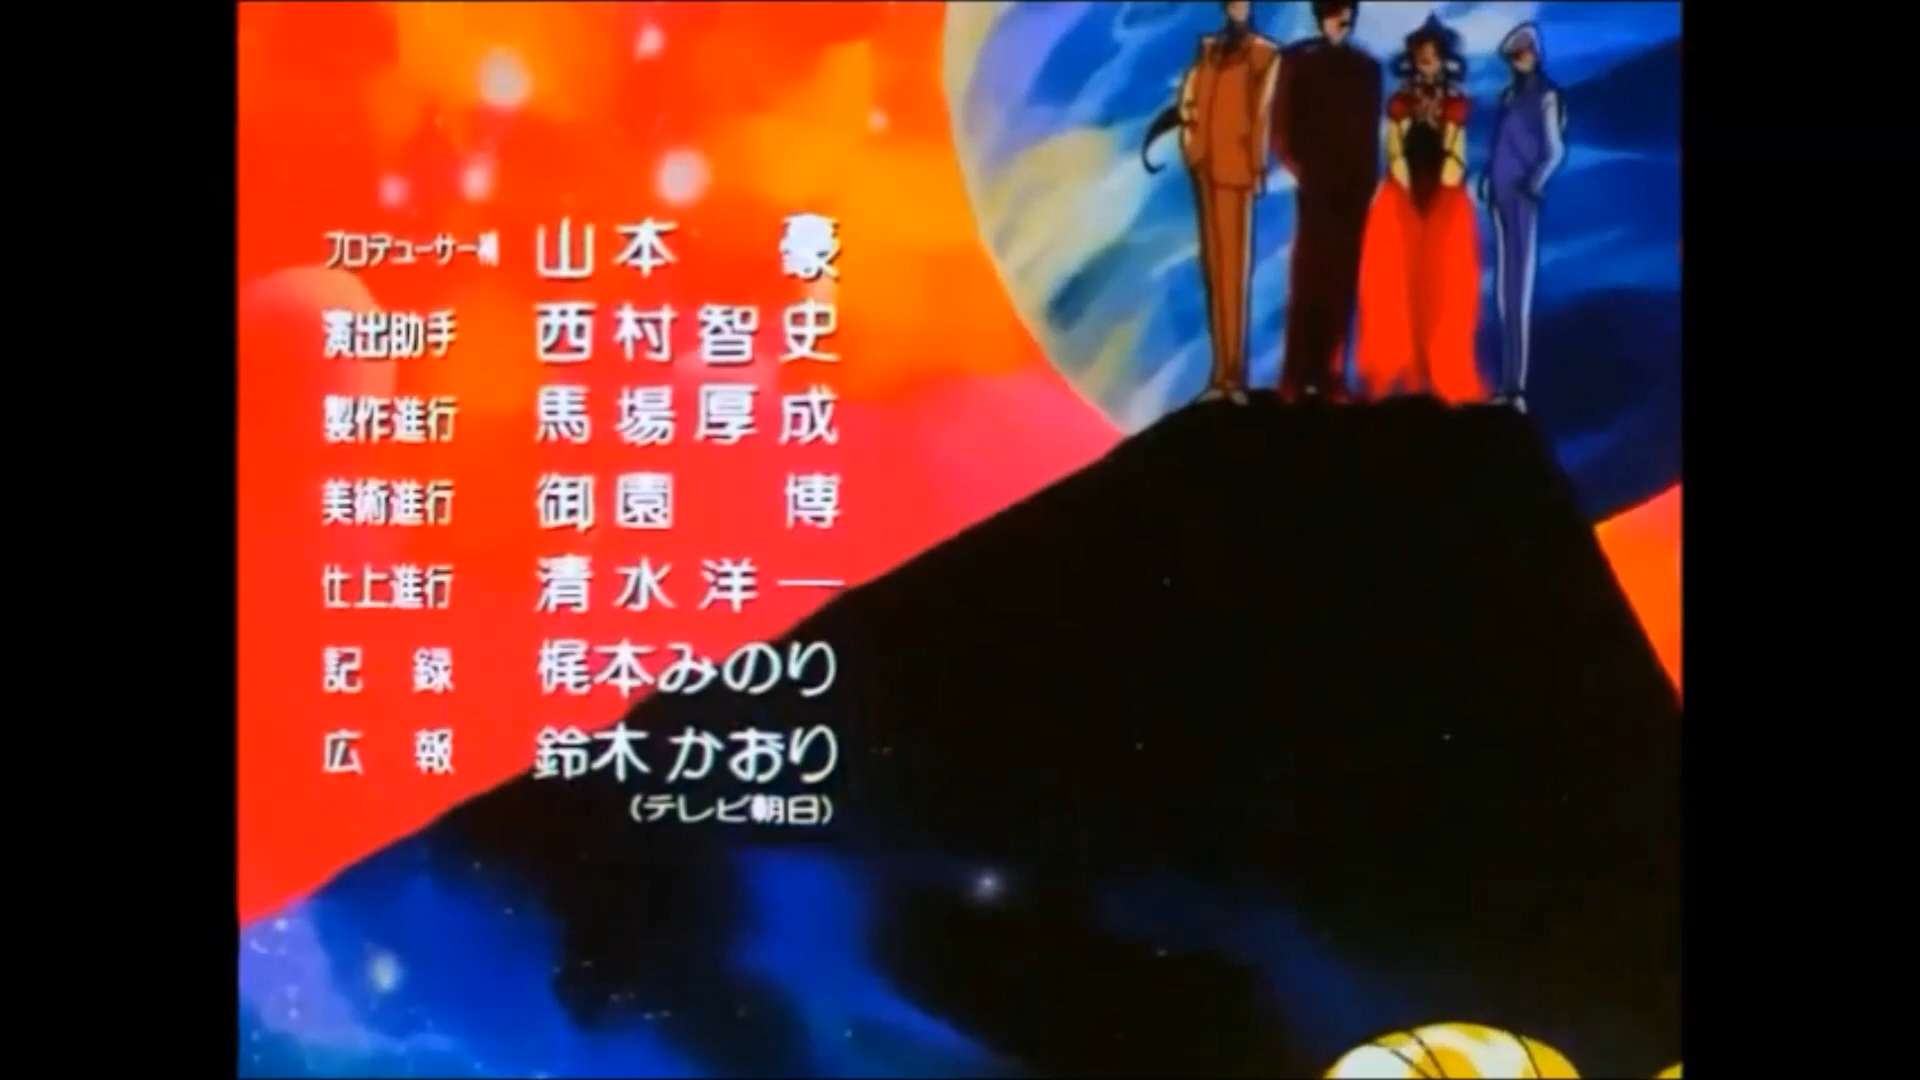 プロデューサー補 山本 豪
演出助手 西村智史
製作進行 馬場厚成
美術進行 御園 博
仕上進行 清水洋一
記録 梶本みのり
広報 鈴木かおり
(テレビ朝日)